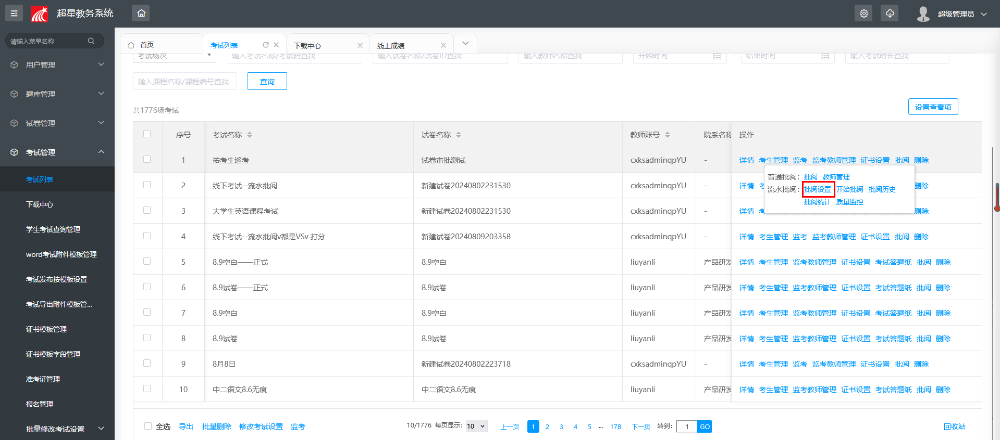 超星教务系统
超级管理员
请输入菜单名称
用户管理
题库管理
试卷管理
考试管理
考试列表
下载中心
学生考试查询管理
word考试附件模板管理
考试发布按模板设置
考试导出附件模板管...
证书模板管理
证书模板字段管理
准考证管理
报名管理
批量修改考试设置
首页 考试列表 下载中心 线上成绩
考试场次 输入考试名称/考试码查找 输入试卷名称/试卷ID查找 输入教师名称查找 开始时间 - 结束时间 输入考试时长查找
输入课程名称/课程编号查找 查询
共1776场考试 设置查看项
序号 考试名称 试卷名称 教师账号 院系名称 操作
1 按考生巡考 试卷审批测试 cxksadminqpYU - 详情 考生管理 监考 监考教师管理 证书设置 批阅 删除
普通批阅: 批阅 教师管理
流水批阅: 批阅设置 开始批阅 批阅历史
批阅统计 质量监控
2 线下考试--流水批阅 新建试卷20240802231530 cxksadminqpYU - 详情 考 删除
3 大学生英语课程考试 新建试卷20240802231530 cxksadminqpYU - 详情 删除
4 线下考试--流水批阅v都是VSv 打分 新建试卷20240809203358 cxksadminqpYU - 详情 考生管理 监考 监考教师管理 证书设置 批阅 删除
5 8.9空白——正式 8.9空白 liuyanli 产品研发 详情 考生管理 监考教师管理 证书设置 考试答题纸 批阅 删除
6 8.9试卷——正式 8.9试卷 liuyanli 产品研发 详情 考生管理 监考教师管理 证书设置 考试答题纸 批阅 删除
7 8.9空白 8.9空白 liuyanli 产品研发 详情 考生管理 监考教师管理 证书设置 考试答题纸 批阅 删除
8 8.9试卷 8.9试卷 liuyanli 产品研发 详情 考生管理 监考教师管理 证书设置 考试答题纸 批阅 删除
9 8月8日 新建试卷20240802223718 cxksadminqpYU - 详情 考生管理 监考 监考教师管理 证书设置 批阅 删除
10 中二语文8.6无痕 中二语文8.6无痕 liuyanli 产品研发 详情 考生管理 监考教师管理 证书设置 考试答题纸 批阅 删除
全选 导出 批量删除 修改考试设置 监考 10/1776 每页显示: 10 上一页 1 2 3 4 5 ... 178 下一页 转到: 1 GO 回收站